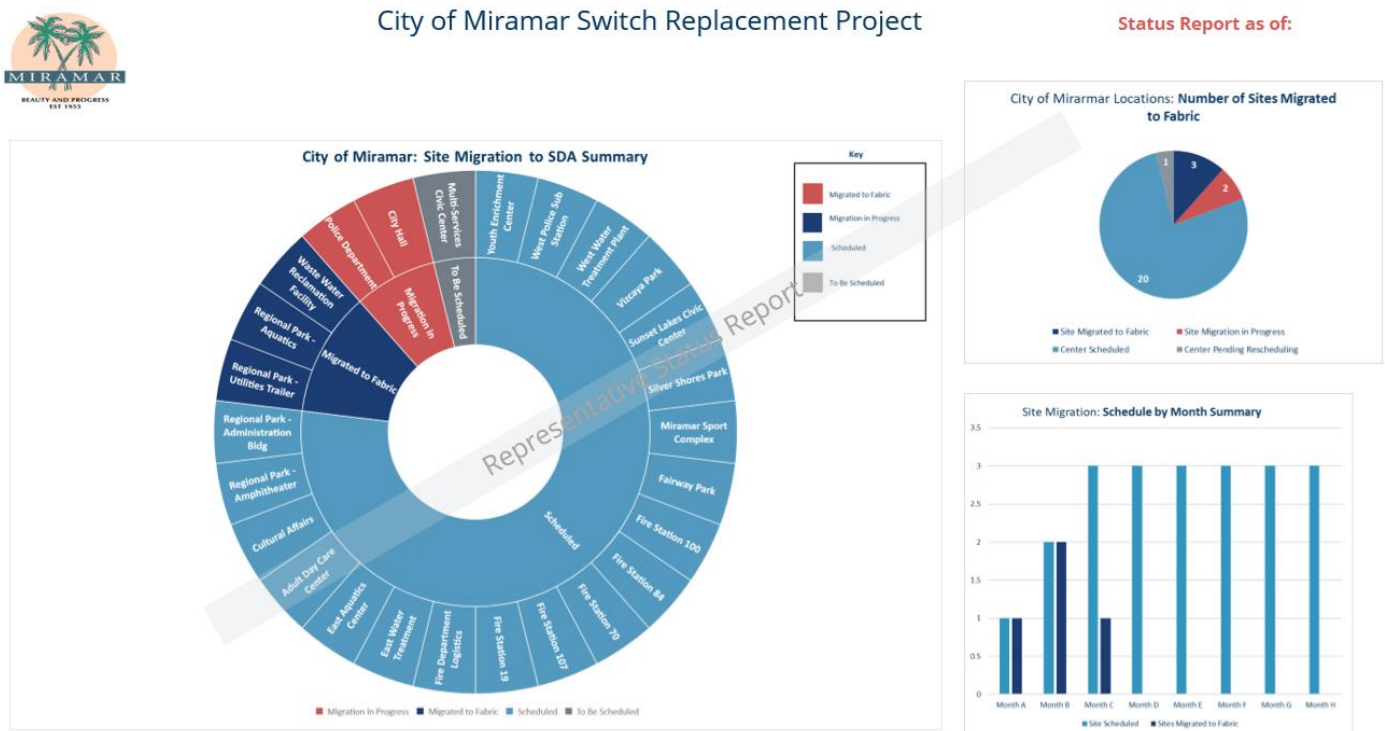 City of Miramar Switch Replacement Project
Status Report as of:
MIRAMAR
BEAUTY AND PROGRESS
EST 1955
City of Miramar: Site Migration to SDA Summary
Key
Migrated to Fabric
Migration in Progress
Scheduled
To Be Scheduled
Youth Enrichment
Center
West Police Sub
Station
West Water
Treatment Plant
Vizcaya Park
Sunset Lakes Civic
Center
Silver Shores Park
Miramar Sport
Complex
Fairway Park
Fire Station 100
Fire Station 84
Fire Station 70
Fire Station 107
Fire Station 19
Fire Department
Logistics
East Water
Treatment
East Aquatics
Center
Adult Day Care
Center
Cultural Affairs
Regional Park -
Amphitheater
Regional Park -
Administration
Bldg
Regional Park -
Utilities Trailer
Regional Park -
Aquatics
Waste Water
Reclamation
Facility
Police Department
City Hall
Multi-Services
Civic Center
Migrated to Fabric
Migration in
Progress
To Be Scheduled
Scheduled
Representative Status Report
Migration in Progress Migrated to Fabric Scheduled To Be Scheduled
City of Mirarmar Locations: Number of Sites Migrated
to Fabric
1
3
2
20
Site Migrated to Fabric Site Migration in Progress
Center Scheduled Center Pending Rescheduling
Site Migration: Schedule by Month Summary
3.5
3
2.5
2
1.5
1
0.5
0
Month A Month B Month C Month D Month E Month F Month G Month H
Site Scheduled Sites Migrated to Fabric